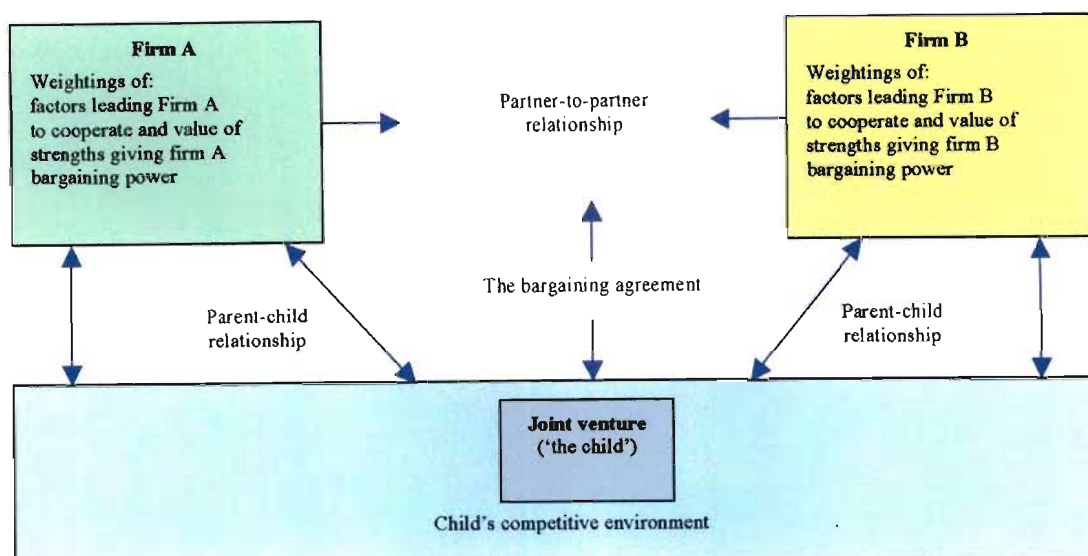 Firm A
Weightings of:
factors leading Firm A
to cooperate and value of
strengths giving firm A
bargaining power
Partner-to-partner
relationship
Firm B
Weightings of:
factors leading Firm B
to cooperate and value of
strengths giving firm B
bargaining power
The bargaining agreement
Parent-child
relationship
Parent-child
relationship
Joint venture
(‘the child’)
Child's competitive environment